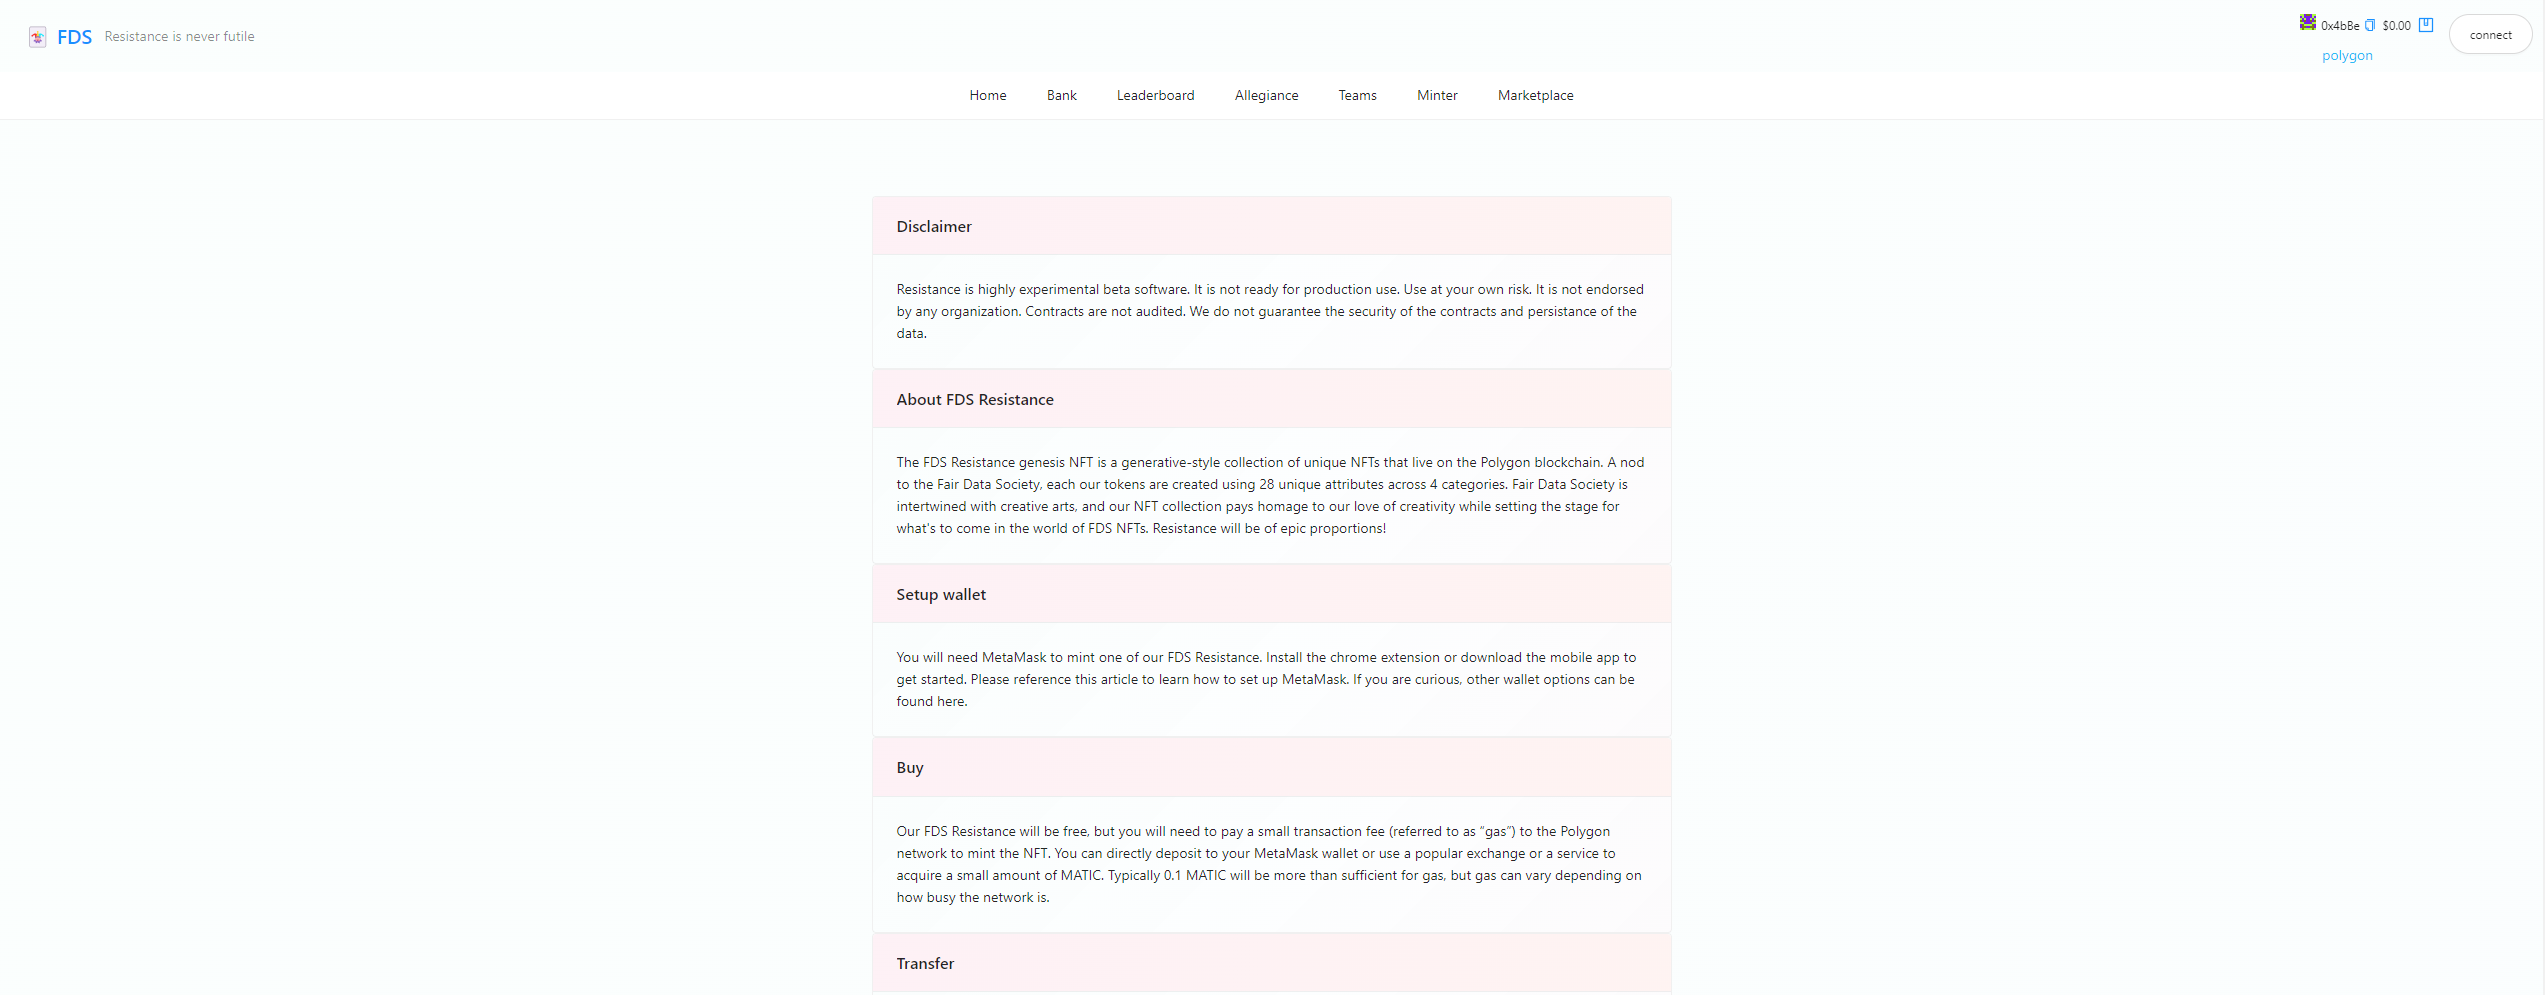 FDS Resistance is never futile
0x4bBe $0.00
connect
polygon
Home Bank Leaderboard Allegiance Teams Minter Marketplace
Disclaimer
Resistance is highly experimental beta software. It is not ready for production use. Use at your own risk. It is not endorsed
by any organization. Contracts are not audited. We do not guarantee the security of the contracts and persistance of the
data.
About FDS Resistance
The FDS Resistance genesis NFT is a generative-style collection of unique NFTs that live on the Polygon blockchain. A nod
to the Fair Data Society, each our tokens are created using 28 unique attributes across 4 categories. Fair Data Society is
intertwined with creative arts, and our NFT collection pays homage to our love of creativity while setting the stage for
what's to come in the world of FDS NFTs. Resistance will be of epic proportions!
Setup wallet
You will need MetaMask to mint one of our FDS Resistance. Install the chrome extension or download the mobile app to
get started. Please reference this article to learn how to set up MetaMask. If you are curious, other wallet options can be
found here.
Buy
Our FDS Resistance will be free, but you will need to pay a small transaction fee (referred to as “gas”) to the Polygon
network to mint the NFT. You can directly deposit to your MetaMask wallet or use a popular exchange or a service to
acquire a small amount of MATIC. Typically 0.1 MATIC will be more than sufficient for gas, but gas can vary depending on
how busy the network is.
Transfer